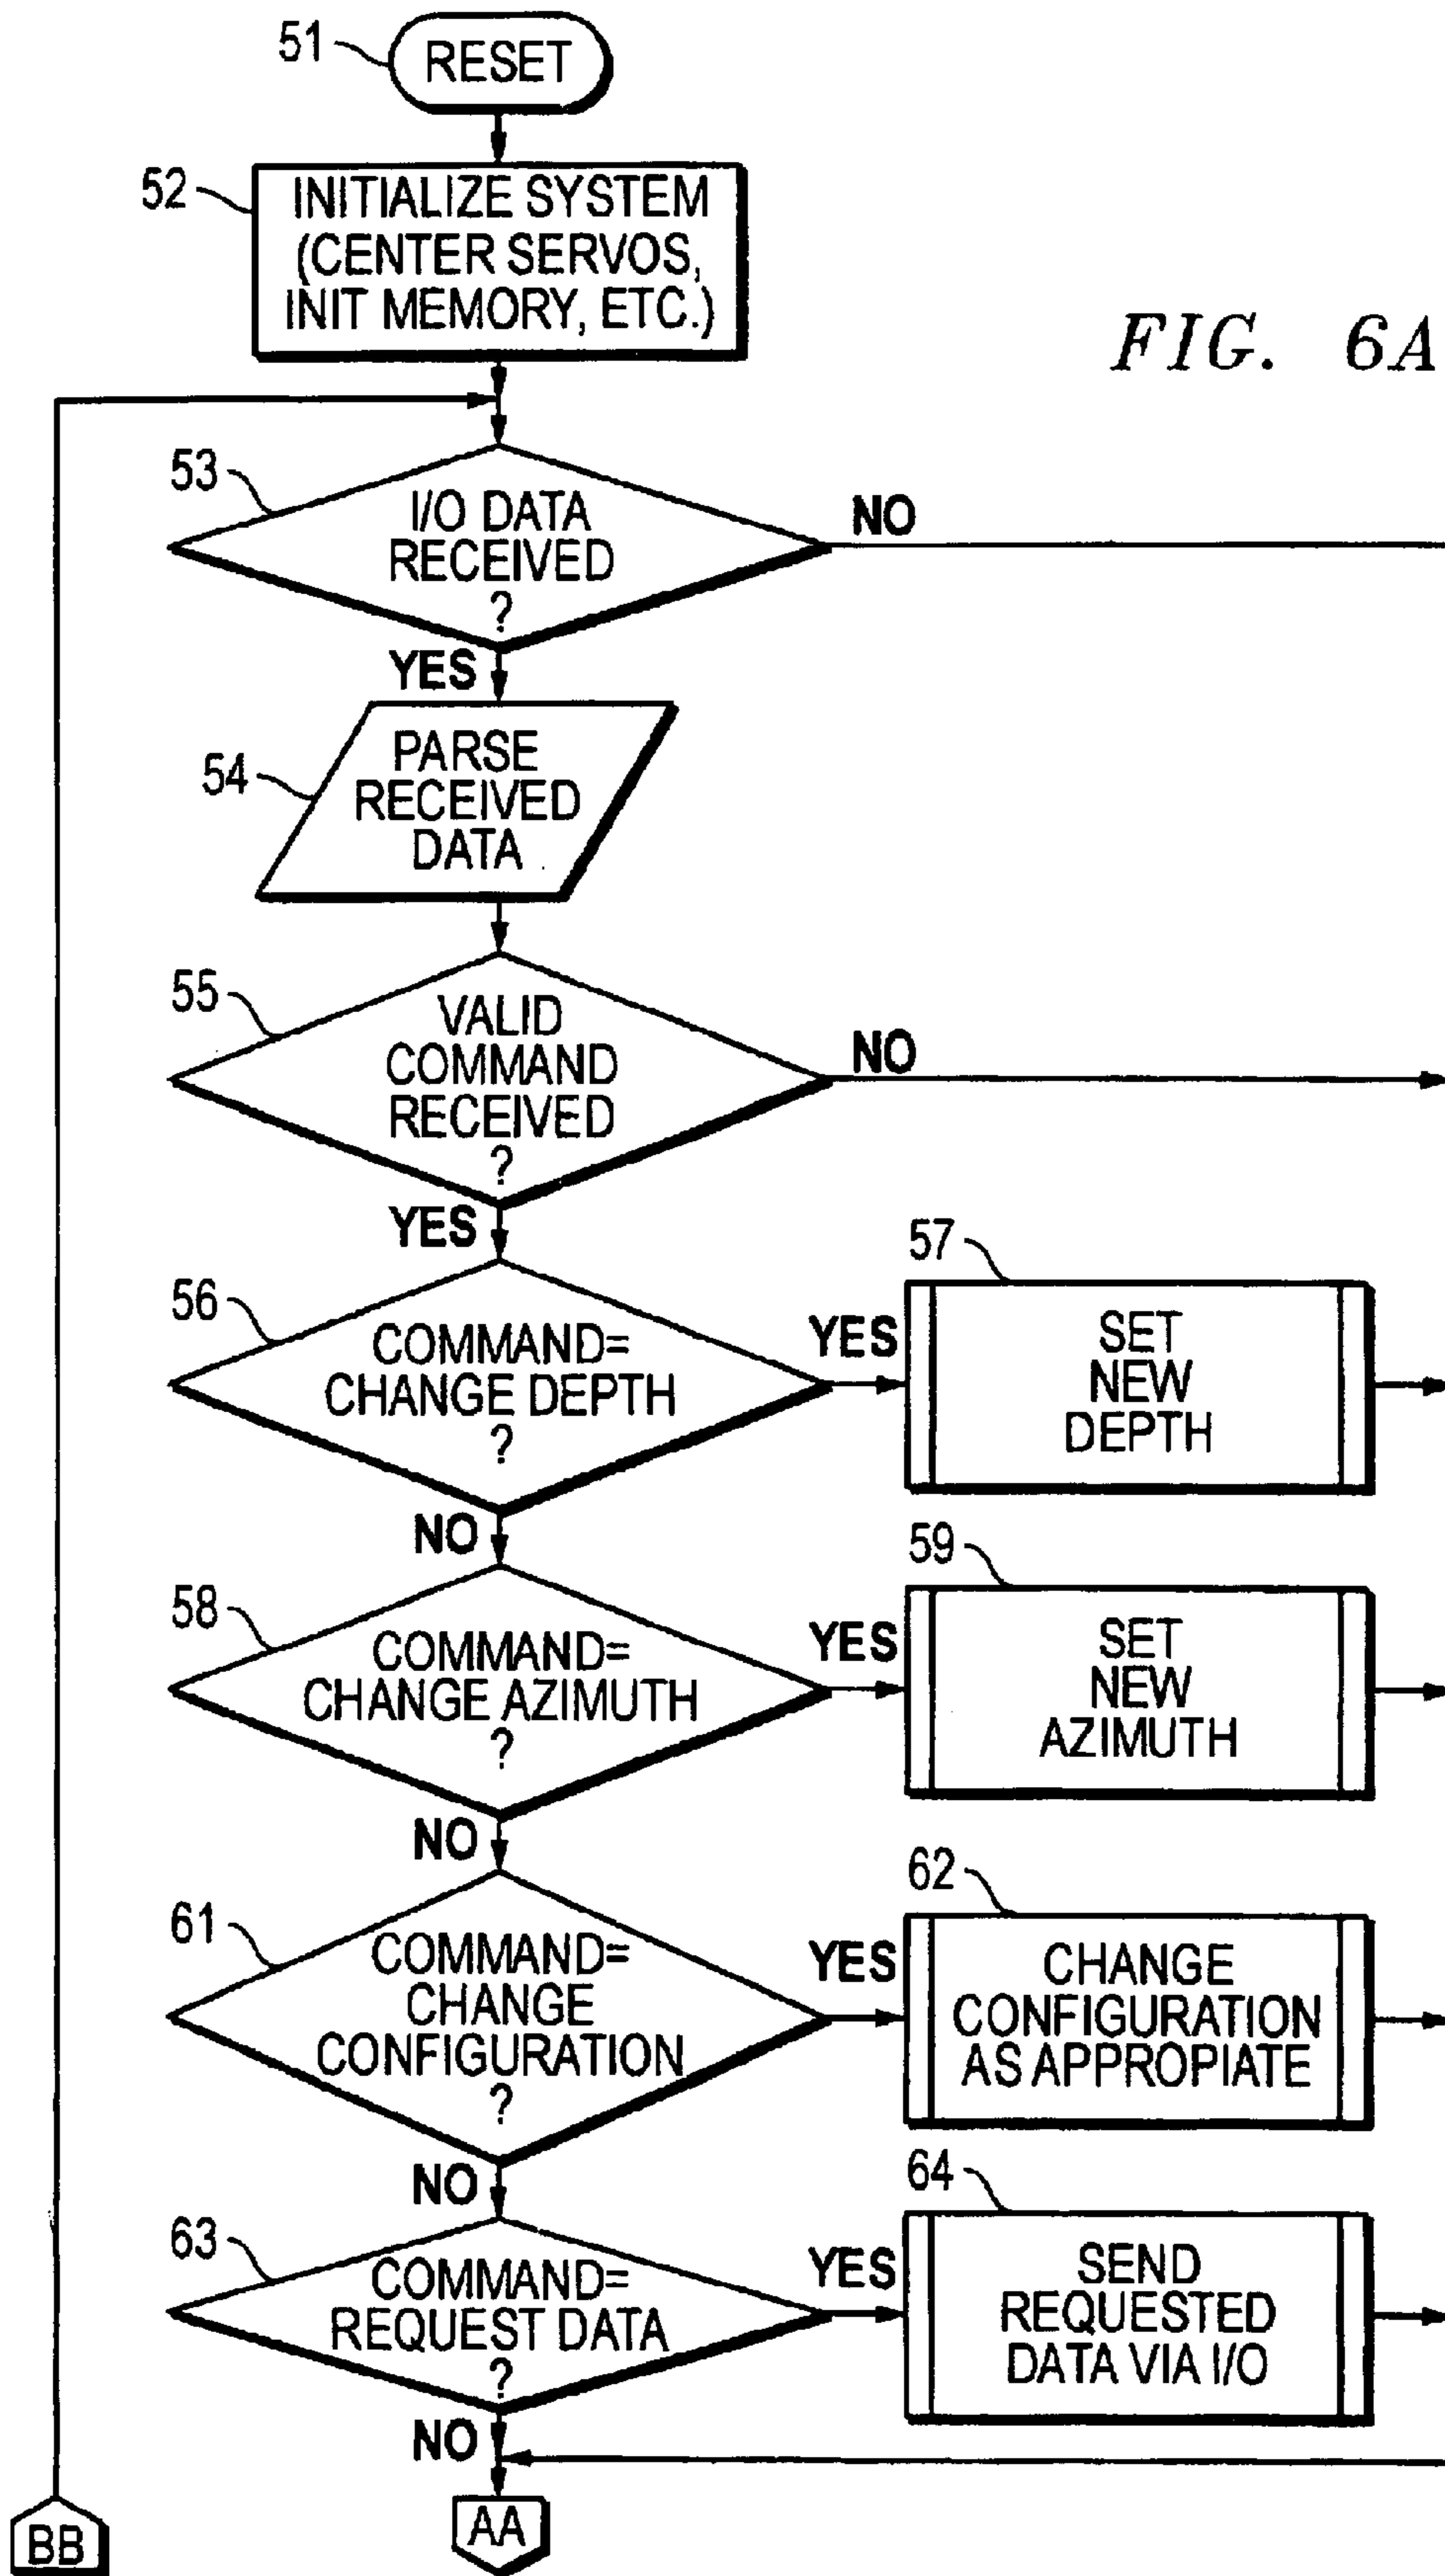 51
RESET
52
INITIALIZE SYSTEM
(CENTER SERVOS,
INIT MEMORY, ETC.)
FIG. 6A
53
I/O DATA
RECEIVED
?
NO
YES
54
PARSE
RECEIVED
DATA
55
VALID
COMMAND
RECEIVED
?
NO
YES
56
COMMAND=
CHANGE DEPTH
?
YES
57
SET
NEW
DEPTH
NO
58
COMMAND=
CHANGE AZIMUTH
?
YES
59
SET
NEW
AZIMUTH
NO
61
COMMAND=
CHANGE
CONFIGURATION
?
YES
62
CHANGE
CONFIGURATION
AS APPROPIATE
NO
63
COMMAND=
REQUEST DATA
?
YES
64
SEND
REQUESTED
DATA VIA I/O
NO
BB
AA